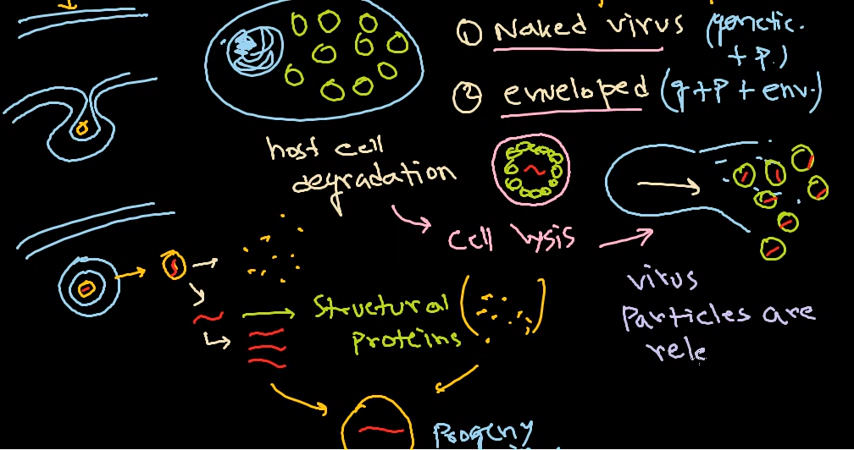 ① Naked virus (genetic.
+ p.)
② enveloped (g+p + env.)
host cell
degradation
cell lysis
virus
Particles are
rele
Structural
proteins
Progeny